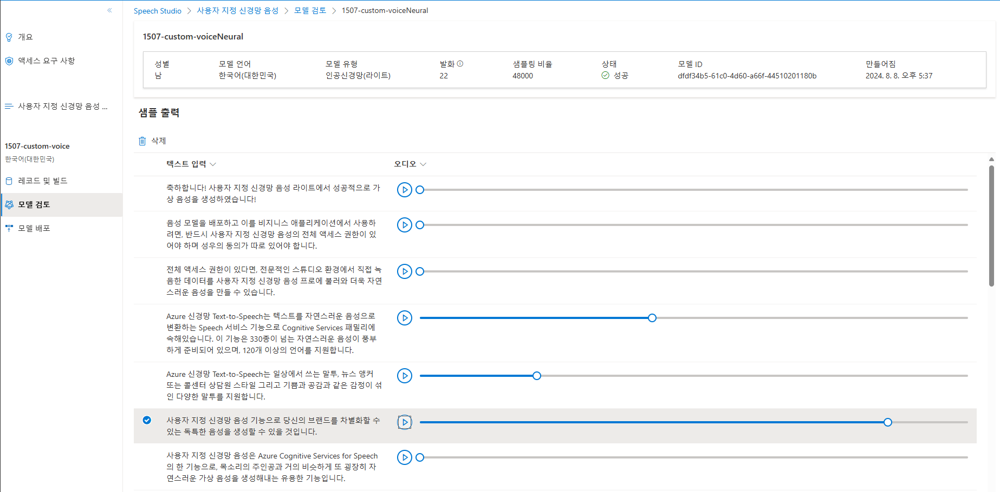 Speech Studio > 사용자 지정 신경망 음성 > 모델 검토 > 1507-custom-voiceNeural
개요
액세스 요구 사항
사용자 지정 신경망 음성 ...
1507-custom-voice
한국어(대한민국)
레코드 및 빌드
모델 검토
모델 배포
1507-custom-voiceNeural
성별
남
모델 언어
한국어(대한민국)
모델 유형
인공신경망(라이트)
발화
22
샘플링 비율
48000
상태
성공
모델 ID
dfdf34b5-61c0-4d60-a66f-44510201180b
만들어짐
2024. 8. 8. 오후 5:37
샘플 출력
삭제
텍스트 입력
오디오
축하합니다! 사용자 지정 신경망 음성 라이트에서 성공적으로 가
상 음성을 생성하였습니다!
음성 모델을 배포하고 이를 비지니스 애플리케이션에서 사용하
려면, 반드시 사용자 지정 신경망 음성의 전체 액세스 권한이 있
어야 하며 성우의 동의가 따로 있어야 합니다.
전체 액세스 권한이 있다면, 전문적인 스튜디오 환경에서 직접 녹
음한 데이터를 사용자 지정 신경망 음성 프로에 불러와 더욱 자연
스러운 음성을 만들 수 있습니다.
Azure 신경망 Text-to-Speech는 텍스트를 자연스러운 음성으로
변환하는 Speech 서비스 기능으로 Cognitive Services 패밀리에
속해있습니다. 이 기능은 330종이 넘는 자연스러운 음성이 풍부
하게 준비되어 있으며, 120개 이상의 언어를 지원합니다.
Azure 신경망 Text-to-Speech는 일상에서 쓰는 말투, 뉴스 앵커
또는 콜센터 상담원 스타일 그리고 기쁨과 공감과 같은 감정이 섞
인 다양한 말투를 지원합니다.
사용자 지정 신경망 음성 기능으로 당신의 브랜드를 차별화할 수
있는 독특한 음성을 생성할 수 있을 것입니다.
사용자 지정 신경망 음성은 Azure Cognitive Services for Speech
의 한 기능으로, 목소리의 주인공과 거의 비슷하게 또 굉장히 자
연스러운 가상 음성을 생성해내는 유용한 기능입니다.